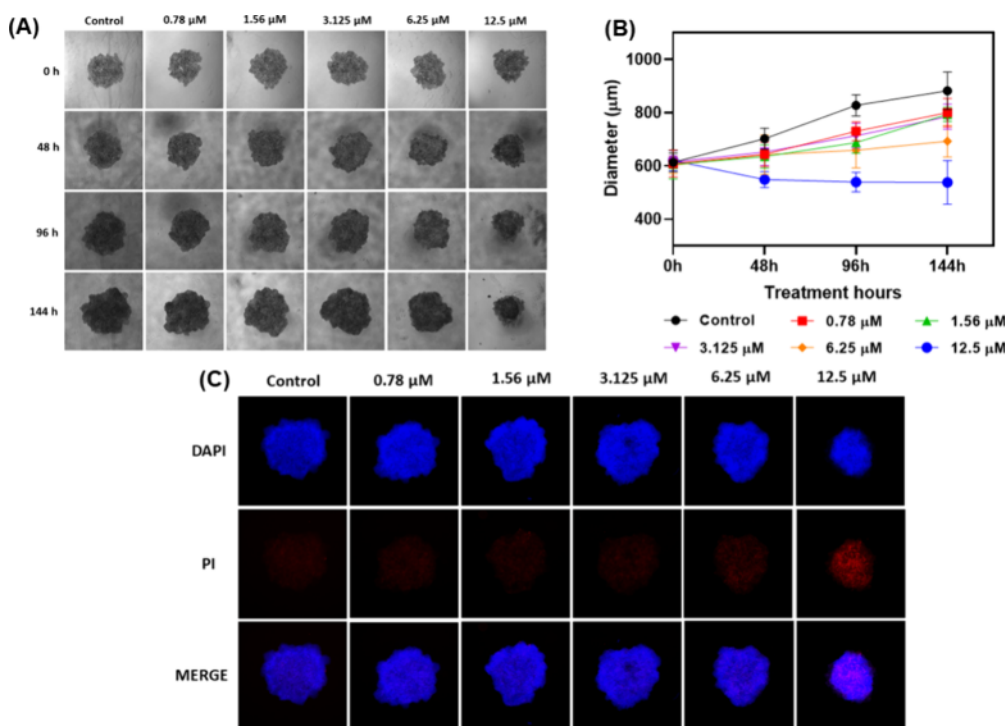 (A)
Control 0.78 μM 1.56 μM 3.125 μM 6.25 μM 12.5 μM
0 h
48 h
96 h
144 h
(B)
Diameter (μm)
1000
800
600
400
0h 48h 96h 144h
Treatment hours
Control 0.78 μM 1.56 μM
3.125 μM 6.25 μM 12.5 μM
(C)
Control 0.78 μM 1.56 μM 3.125 μM 6.25 μM 12.5 μM
DAPI
PI
MERGE